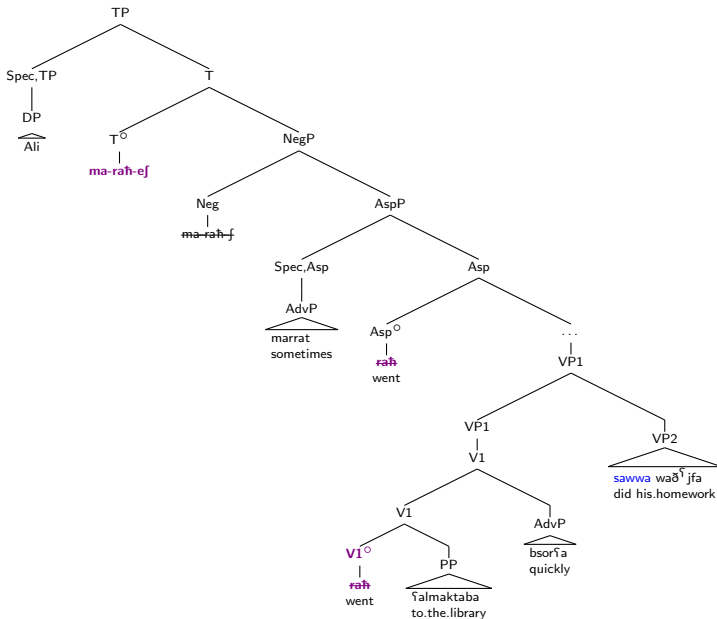 TP
Spec,TP T
DP
Ali
T° NegP
ma-raħ-eʃ
Neg AspP
ma-raħ-ʃ
Spec,Asp Asp
AdvP
marrat
sometimes
Asp° ...
raħ
went
VP1
VP1 VP2
sawwa waðˤjfa
did his.homework
V1
V1 AdvP
bsorʕa
quickly
V1° PP
raħ ʕalmaktaba
went to.the.library